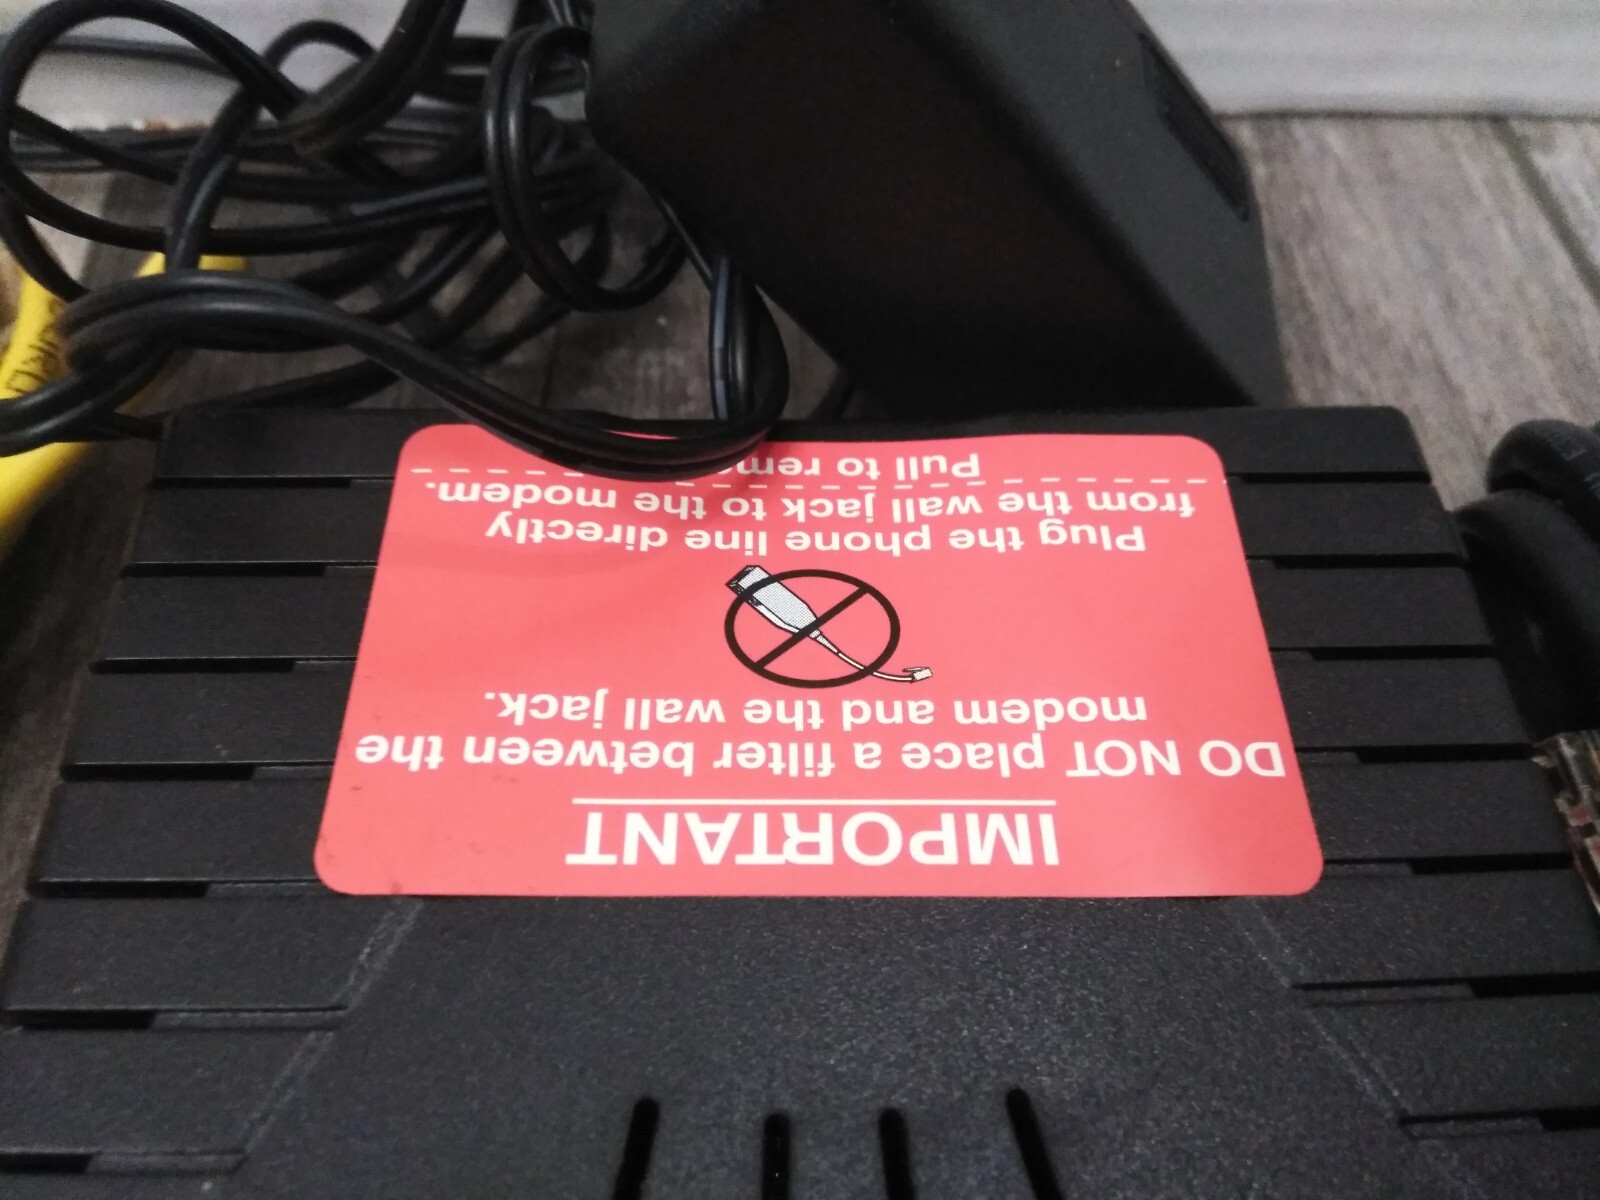 IMPORTANT
DO NOT place a filter between the
modem and the wall jack.
Plug the phone line directly
from the wall jack to the modem.
Pull to